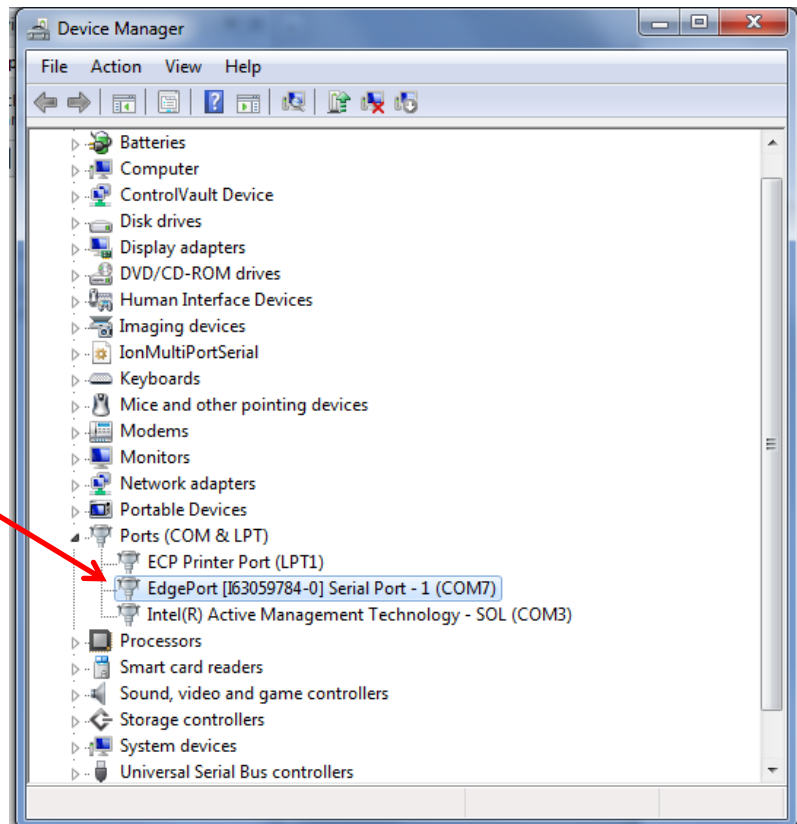 Device Manager
File Action View Help
Batteries
Computer
ControlVault Device
Disk drives
Display adapters
DVD/CD-ROM drives
Human Interface Devices
Imaging devices
IonMultiPortSerial
Keyboards
Mice and other pointing devices
Modems
Monitors
Network adapters
Portable Devices
Ports (COM & LPT)
ECP Printer Port (LPT1)
EdgePort [I63059784-0] Serial Port - 1 (COM7)
Intel(R) Active Management Technology - SOL (COM3)
Processors
Smart card readers
Sound, video and game controllers
Storage controllers
System devices
Universal Serial Bus controllers